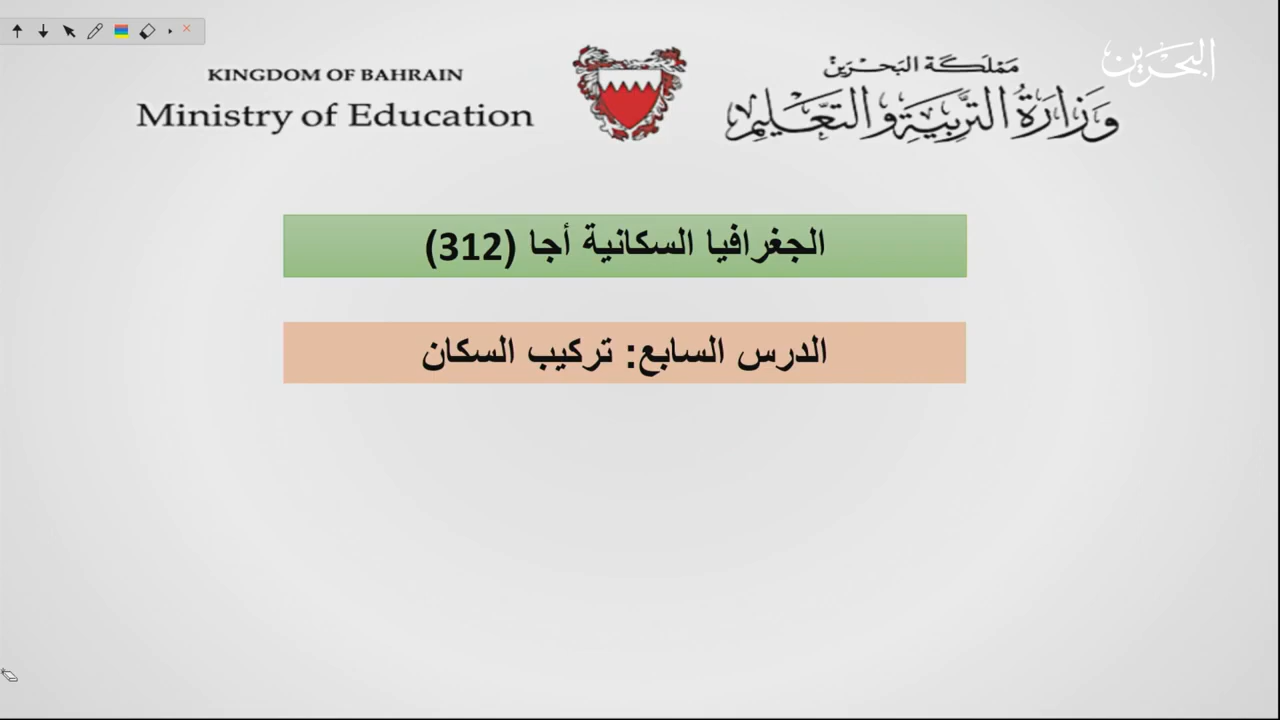 البحرين
KINGDOM OF BAHRAIN
Ministry of Education
مملكة البحرين
وزارة التربية والتعليم
الجغرافيا السكانية أجا (312)
الدرس السابع: تركيب السكان